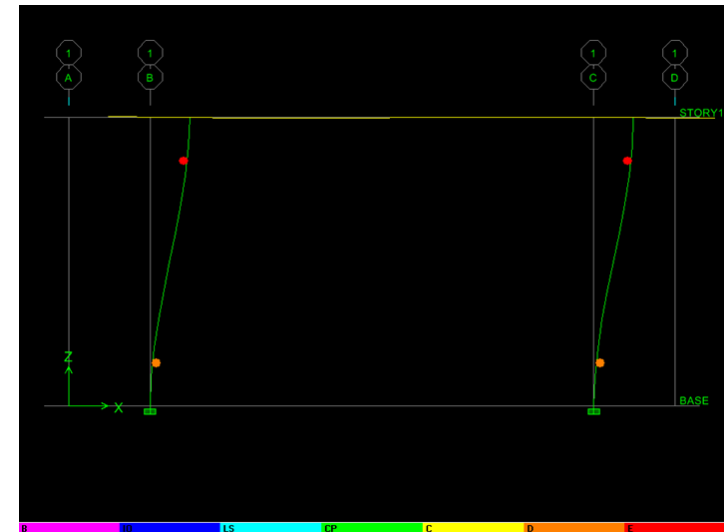 1 1 1 1
A B C D
STORY1
Z
X
BASE
B IO LS CP C D E